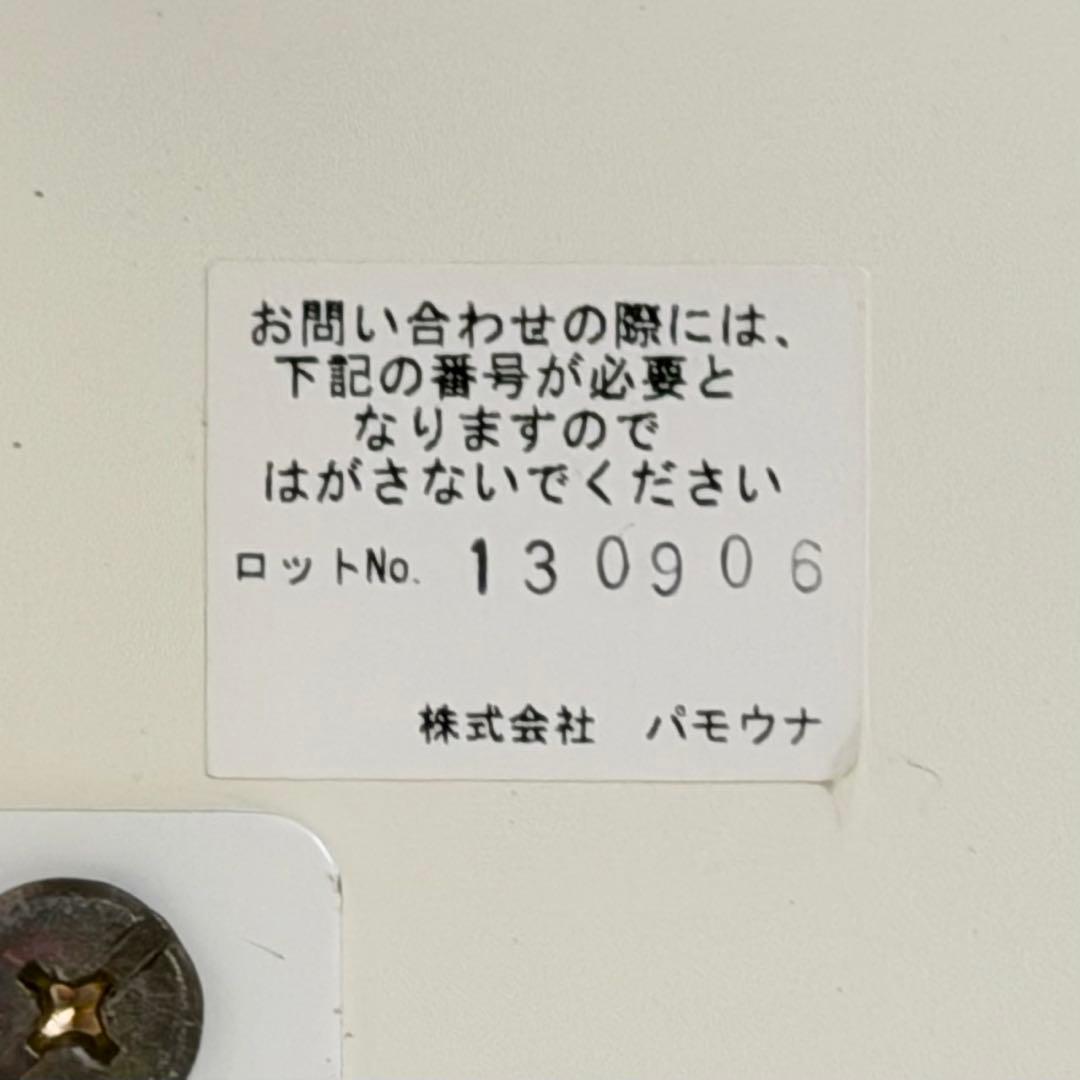 お問い合わせの際には、
下記の番号が必要と
なりますので
はがさないでください
ロットNo. 130906
株式会社　パモウナ